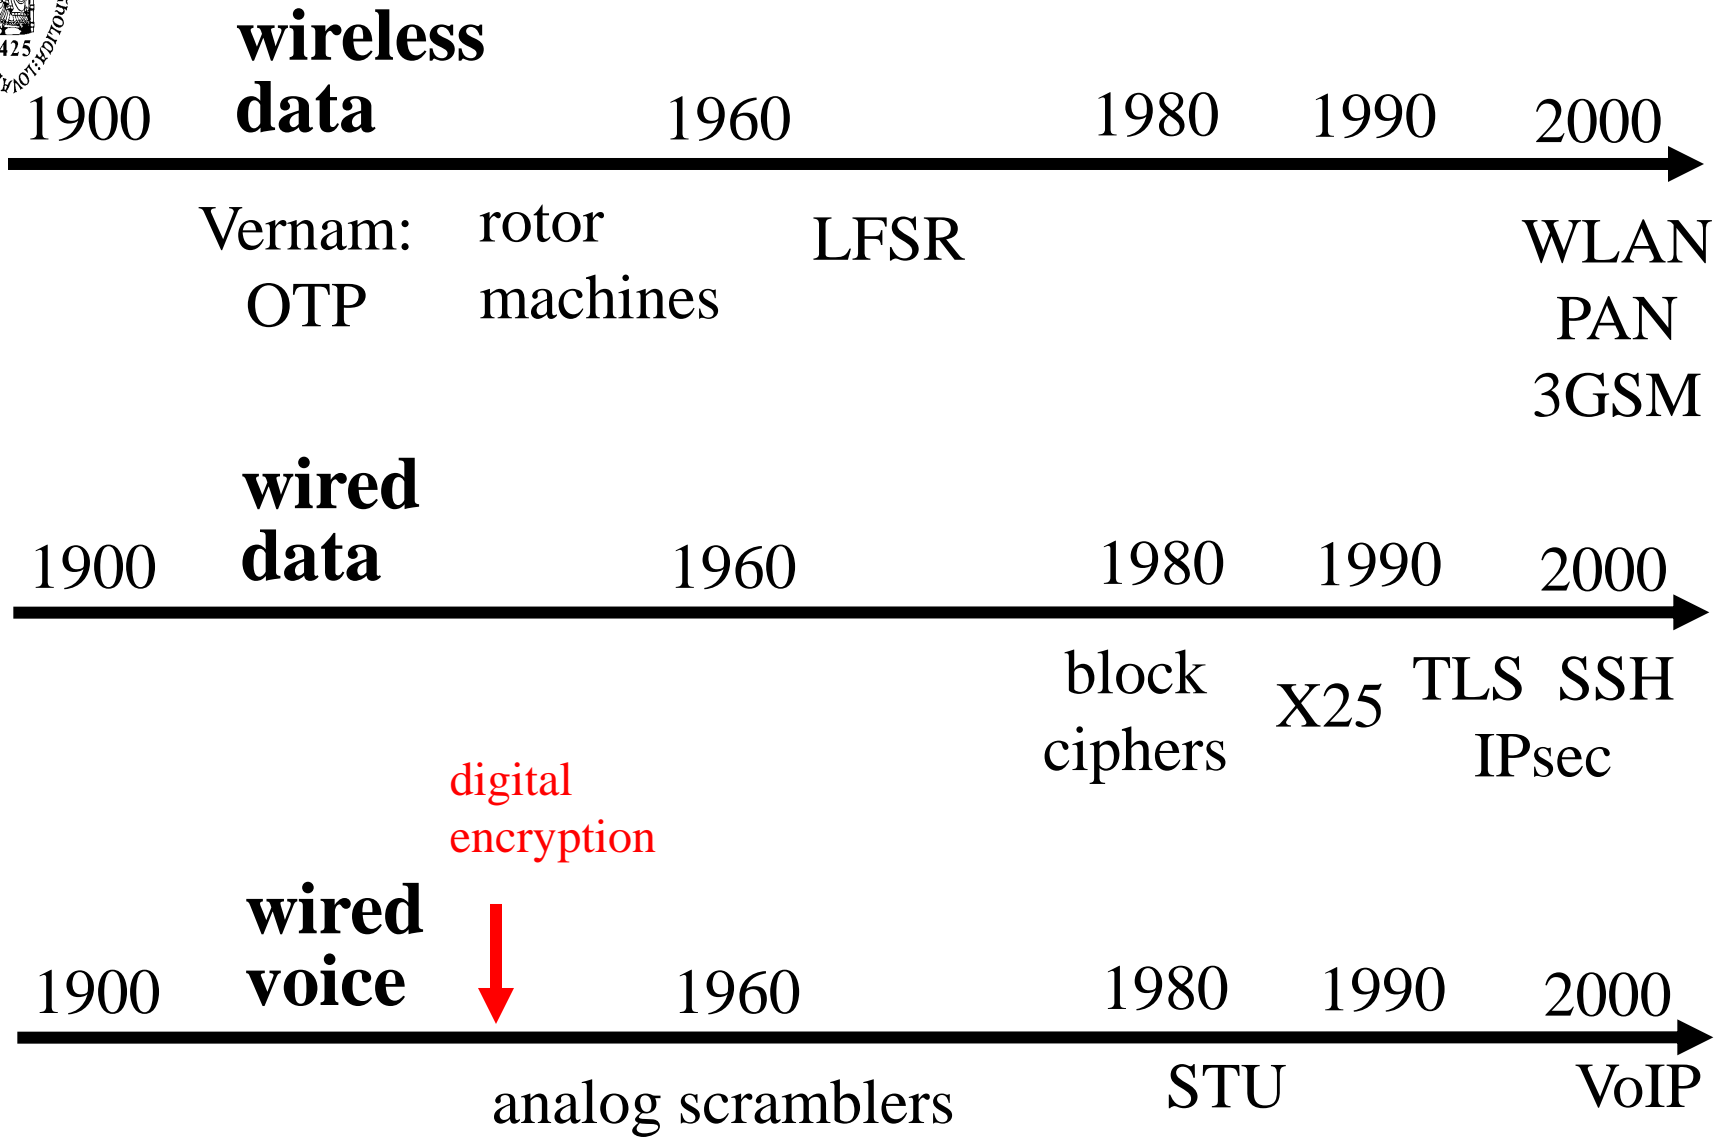 425
wireless
data
1900 1960 1980 1990 2000
Vernam:
OTP
rotor
machines
LFSR
WLAN
PAN
3GSM
wired
data
1900 1960 1980 1990 2000
block
ciphers
X25
TLS SSH
IPsec
digital
encryption
wired
voice
1900 1960 1980 1990 2000
analog scramblers
STU
VoIP